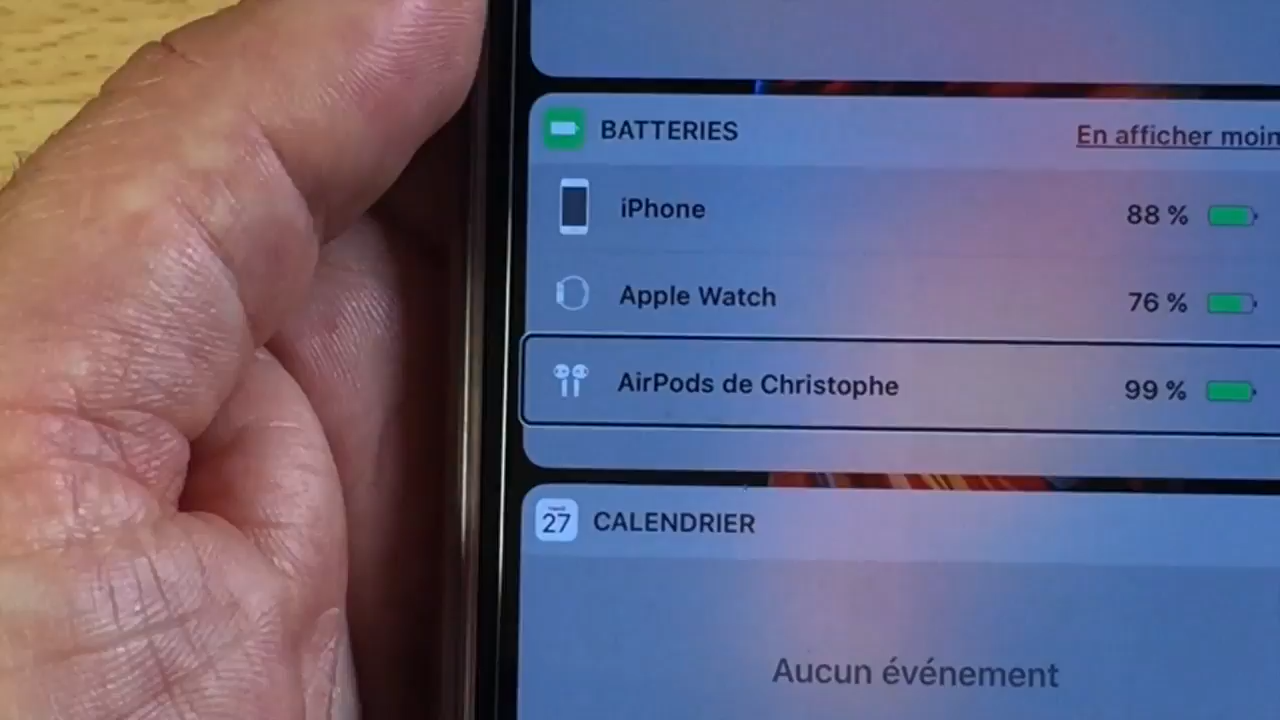 BATTERIES
En afficher moin
iPhone
88 %
Apple Watch
76 %
AirPods de Christophe
99 %
27
CALENDRIER
Aucun événement